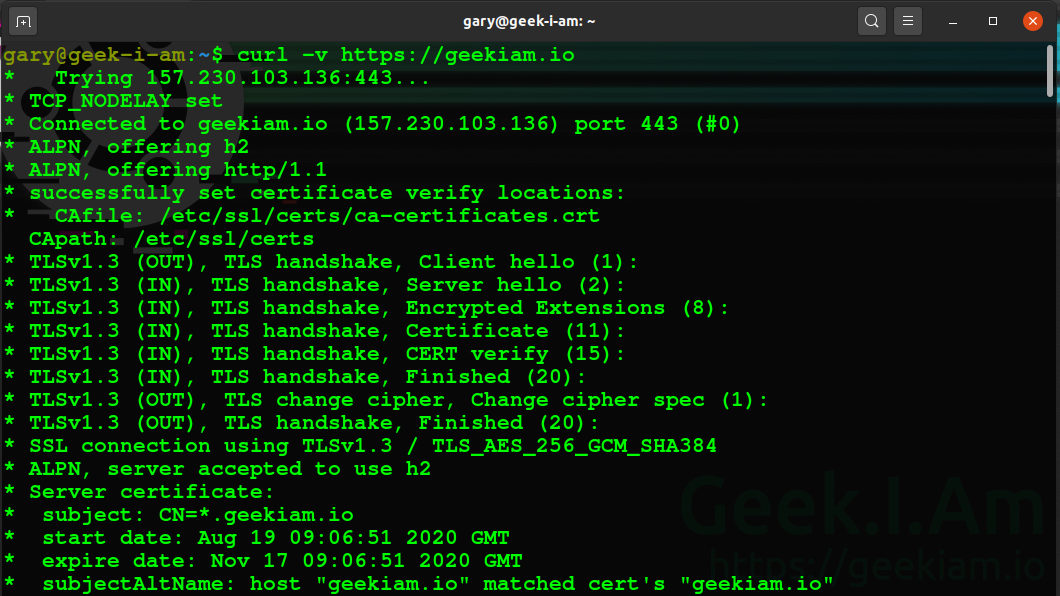 gary@geek-i-am: ~
gary@geek-i-am:~$ curl -v https://geekiam.io
*   Trying 157.230.103.136:443...
* TCP_NODELAY set
* Connected to geekiam.io (157.230.103.136) port 443 (#0)
* ALPN, offering h2
* ALPN, offering http/1.1
* successfully set certificate verify locations:
*   CAfile: /etc/ssl/certs/ca-certificates.crt
  CApath: /etc/ssl/certs
* TLSv1.3 (OUT), TLS handshake, Client hello (1):
* TLSv1.3 (IN), TLS handshake, Server hello (2):
* TLSv1.3 (IN), TLS handshake, Encrypted Extensions (8):
* TLSv1.3 (IN), TLS handshake, Certificate (11):
* TLSv1.3 (IN), TLS handshake, CERT verify (15):
* TLSv1.3 (IN), TLS handshake, Finished (20):
* TLSv1.3 (OUT), TLS change cipher, Change cipher spec (1):
* TLSv1.3 (OUT), TLS handshake, Finished (20):
* SSL connection using TLSv1.3 / TLS_AES_256_GCM_SHA384
* ALPN, server accepted to use h2
* Server certificate:
*  subject: CN=*.geekiam.io
*  start date: Aug 19 09:06:51 2020 GMT
*  expire date: Nov 17 09:06:51 2020 GMT
*  subjectAltName: host "geekiam.io" matched cert's "geekiam.io"
Geek.I.Am
https://geekiam.io